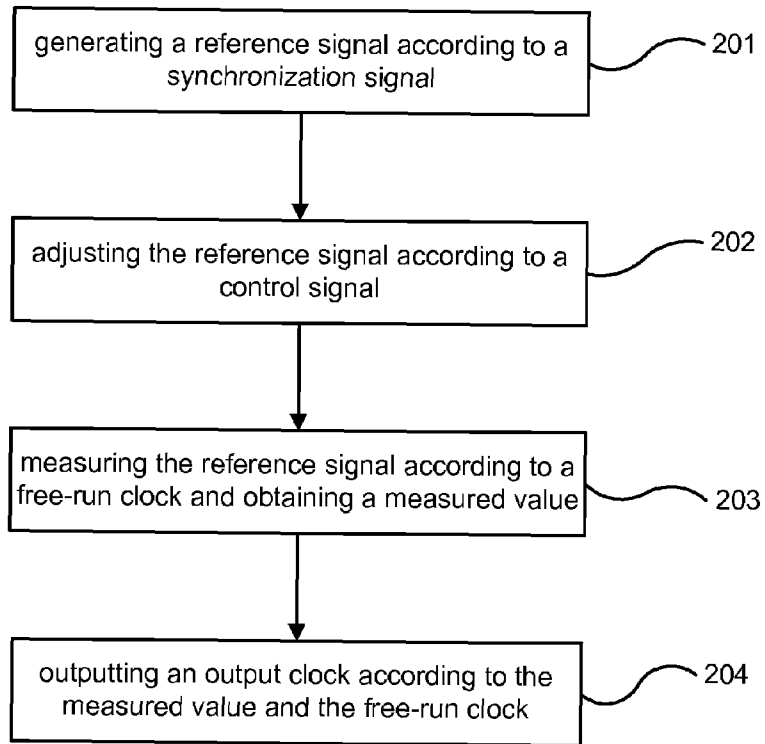 generating a reference signal according to a
synchronization signal
201
adjusting the reference signal according to a
control signal
202
measuring the reference signal according to a
free-run clock and obtaining a measured value
203
outputting an output clock according to the
measured value and the free-run clock
204